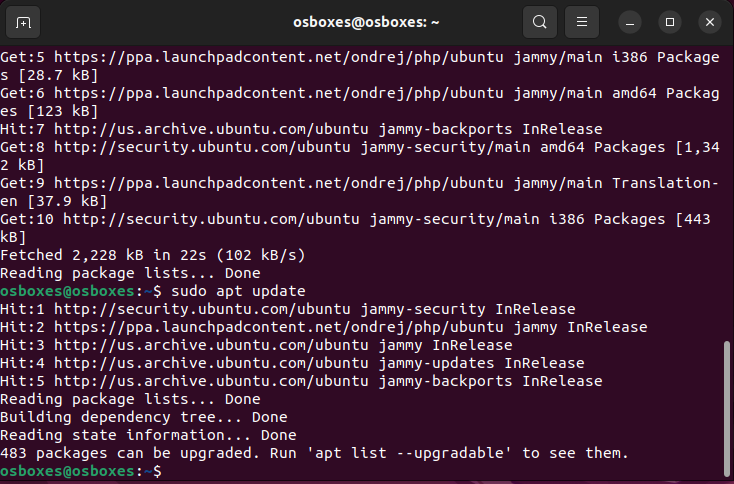 osboxes@osboxes: ~
Get:5 https://ppa.launchpadcontent.net/ondrej/php/ubuntu jammy/main i386 Package
s [28.7 kB]
Get:6 https://ppa.launchpadcontent.net/ondrej/php/ubuntu jammy/main amd64 Packag
es [123 kB]
Hit:7 http://us.archive.ubuntu.com/ubuntu jammy-backports InRelease
Get:8 http://security.ubuntu.com/ubuntu jammy-security/main amd64 Packages [1,34
2 kB]
Get:9 https://ppa.launchpadcontent.net/ondrej/php/ubuntu jammy/main Translation-
en [37.9 kB]
Get:10 http://security.ubuntu.com/ubuntu jammy-security/main i386 Packages [443
kB]
Fetched 2,228 kB in 22s (102 kB/s)
Reading package lists... Done
osboxes@osboxes:~$ sudo apt update
Hit:1 http://security.ubuntu.com/ubuntu jammy-security InRelease
Hit:2 https://ppa.launchpadcontent.net/ondrej/php/ubuntu jammy InRelease
Hit:3 http://us.archive.ubuntu.com/ubuntu jammy InRelease
Hit:4 http://us.archive.ubuntu.com/ubuntu jammy-updates InRelease
Hit:5 http://us.archive.ubuntu.com/ubuntu jammy-backports InRelease
Reading package lists... Done
Building dependency tree... Done
Reading state information... Done
483 packages can be upgraded. Run 'apt list --upgradable' to see them.
osboxes@osboxes:~$